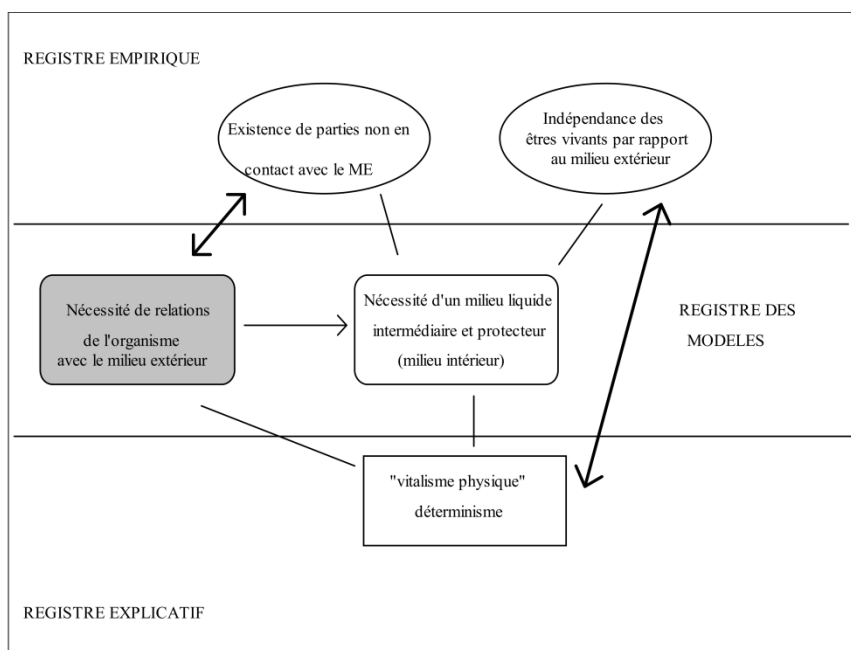 REGISTRE EMPIRIQUE
Existence de parties non en
contact avec le ME
Indépendance des
êtres vivants par rapport
au milieu extérieur
Nécessité de relations
de l'organisme
avec le milieu extérieur
Nécessité d'un milieu liquide
intermédiaire et protecteur
(milieu intérieur)
REGISTRE DES
MODELES
"vitalisme physique"
déterminisme
REGISTRE EXPLICATIF